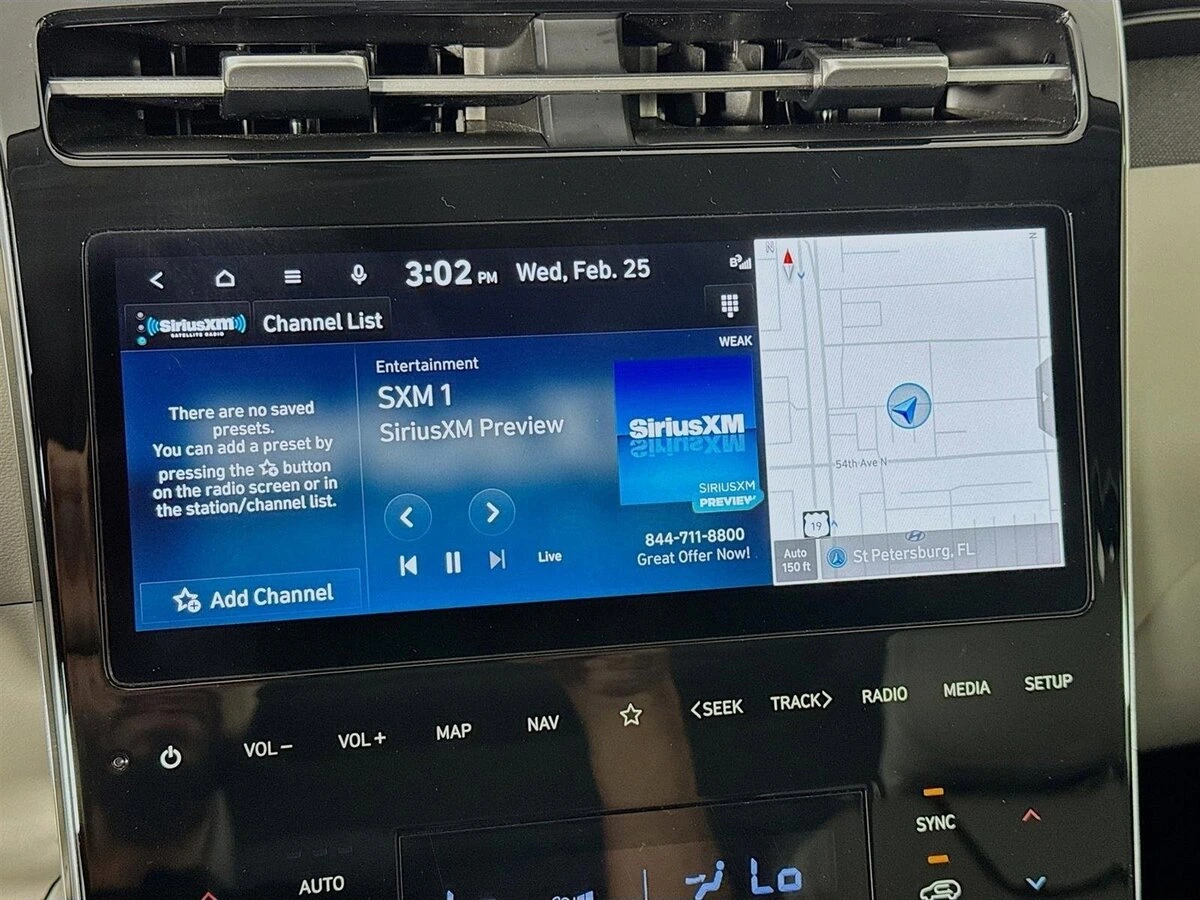 3:02 PM Wed, Feb. 25
B
SiriusXM
SATELLITE RADIO
Channel List
WEAK
There are no saved
presets.
You can add a preset by
pressing the button
on the radio screen or in
the station/channel list.
Add Channel
Entertainment
SXM 1
SiriusXM Preview
Live
SiriusXM
SIRIUSXM
PREVIEW
844-711-8800
Great Offer Now!
N
N
54th Ave N
19
Auto
150 ft
St Petersburg, FL
VOL−
VOL+
MAP
NAV
<SEEK
TRACK>
RADIO
MEDIA
SETUP
AUTO
Lo
SYNC